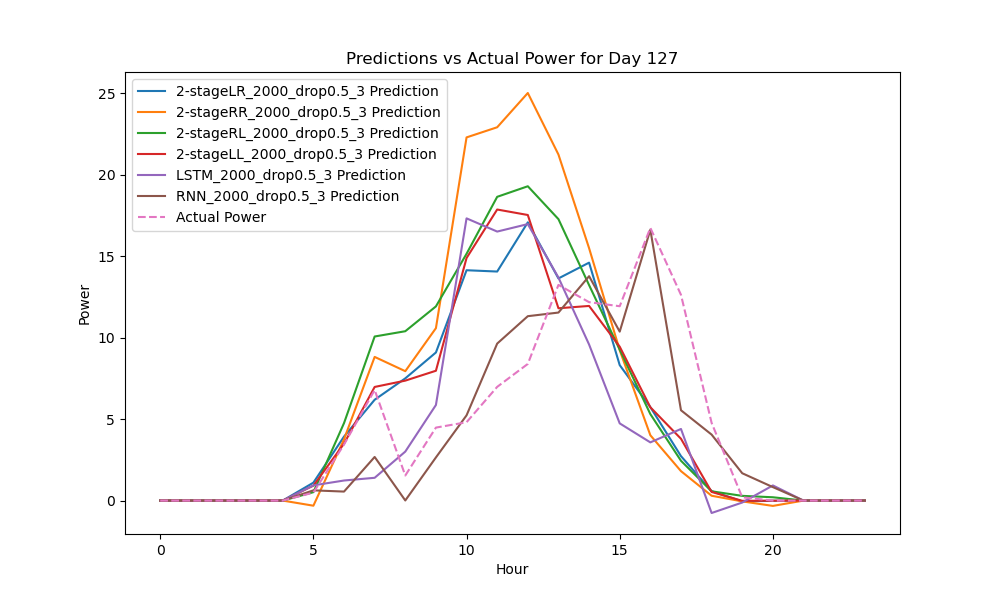 Predictions vs Actual Power for Day 127
2-stageLR_2000_drop0.5_3 Prediction
2-stageRR_2000_drop0.5_3 Prediction
2-stageRL_2000_drop0.5_3 Prediction
2-stageLL_2000_drop0.5_3 Prediction
LSTM_2000_drop0.5_3 Prediction
RNN_2000_drop0.5_3 Prediction
Actual Power
Power
25
20
15
10
5
0
0 5 10 15 20
Hour